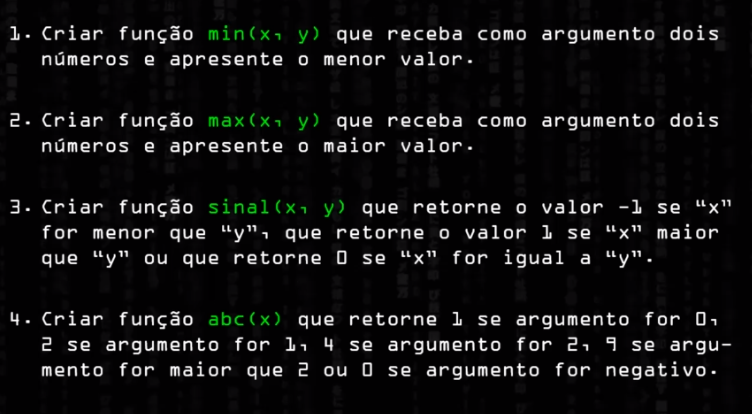 1. Criar função min(x, y) que receba como argumento dois
números e apresente o menor valor.
2. Criar função max(x, y) que receba como argumento dois
números e apresente o maior valor.
3. Criar função sinal(x, y) que retorne o valor -1 se “x”
for menor que “y”, que retorne o valor 1 se “x” maior
que “y” ou que retorne 0 se “x” for igual a “y”.
4. Criar função abc(x) que retorne 1 se argumento for 0,
2 se argumento for 1, 4 se argumento for 2, 9 se argu-
mento for maior que 2 ou 0 se argumento for negativo.